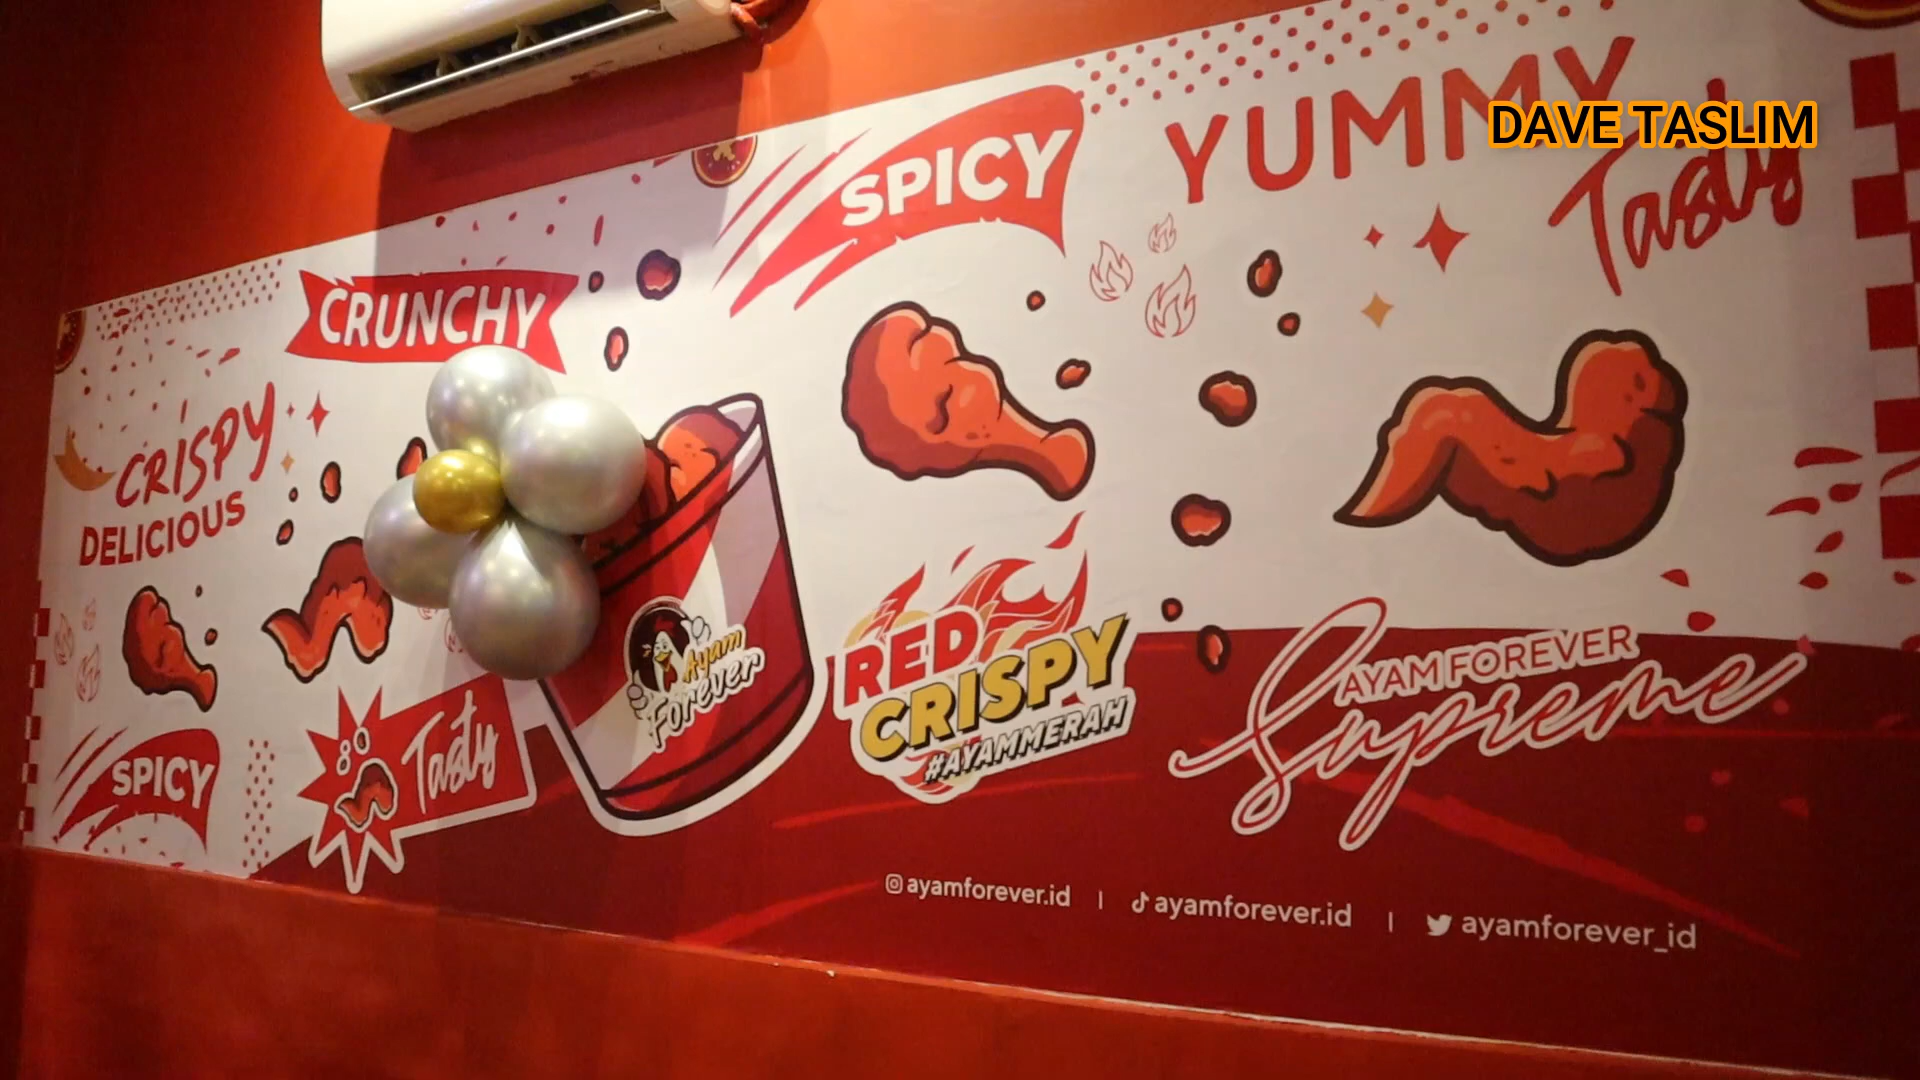 DAVE TASLIM
YUMMY
Tasty
SPICY
CRUNCHY
CRISPY
DELICIOUS
SPICY
Tasty
Ayam
Forever
RED
CRISPY
#AYAMMERAH
AYAM FOREVER
Supreme
ayamforever.id | ayamforever.id | ayamforever_id